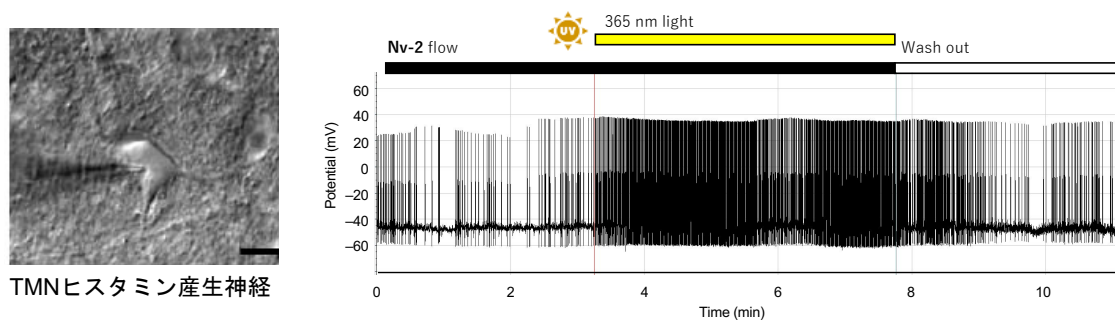 365 nm light
UV
Nv-2 flow
Wash out
60
40
20
0
−20
−40
−60
Potential (mV)
0
2
4
6
8
10
Time (min)
TMNヒスタミン産生神経